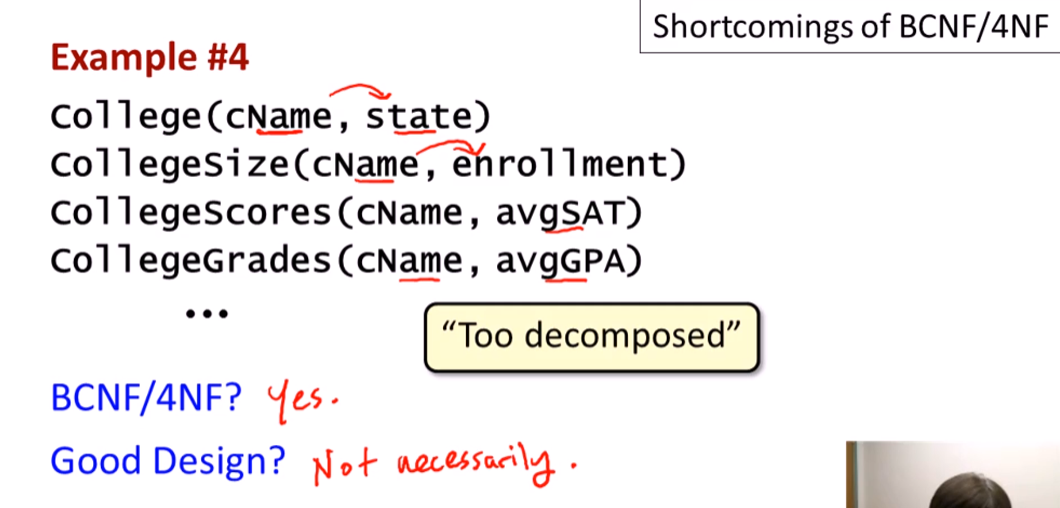 Shortcomings of BCNF/4NF
Example #4
College(cName, state)
CollegeSize(cName, enrollment)
CollegeScores(cName, avgSAT)
CollegeGrades(cName, avgGPA)
•••
“Too decomposed”
BCNF/4NF? Yes.
Good Design? Not necessarily.